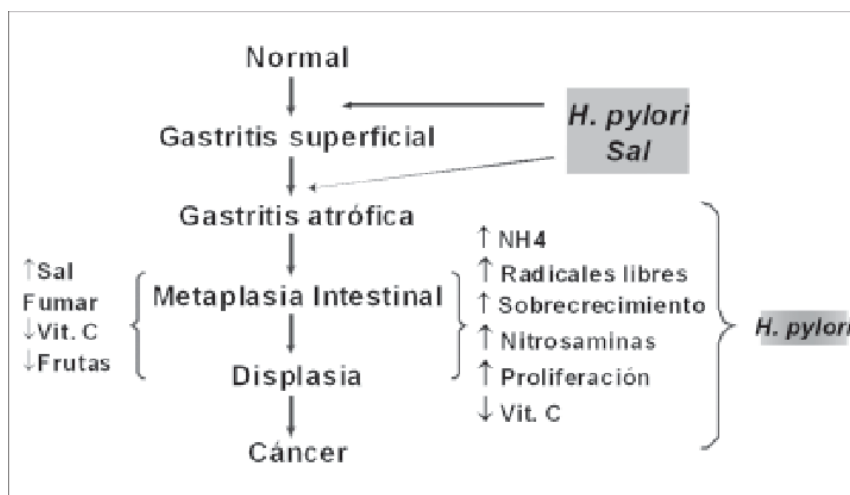 Normal
Gastritis superficial
H. pylori
Sal
Gastritis atrófica
↑Sal
Fumar
↓Vit. C
↓Frutas
Metaplasia Intestinal
Displasia
Cáncer
↑ NH4
↑ Radicales libres
↑ Sobrecrecimiento
↑ Nitrosaminas
↑ Proliferación
↓ Vit. C
H. pylori